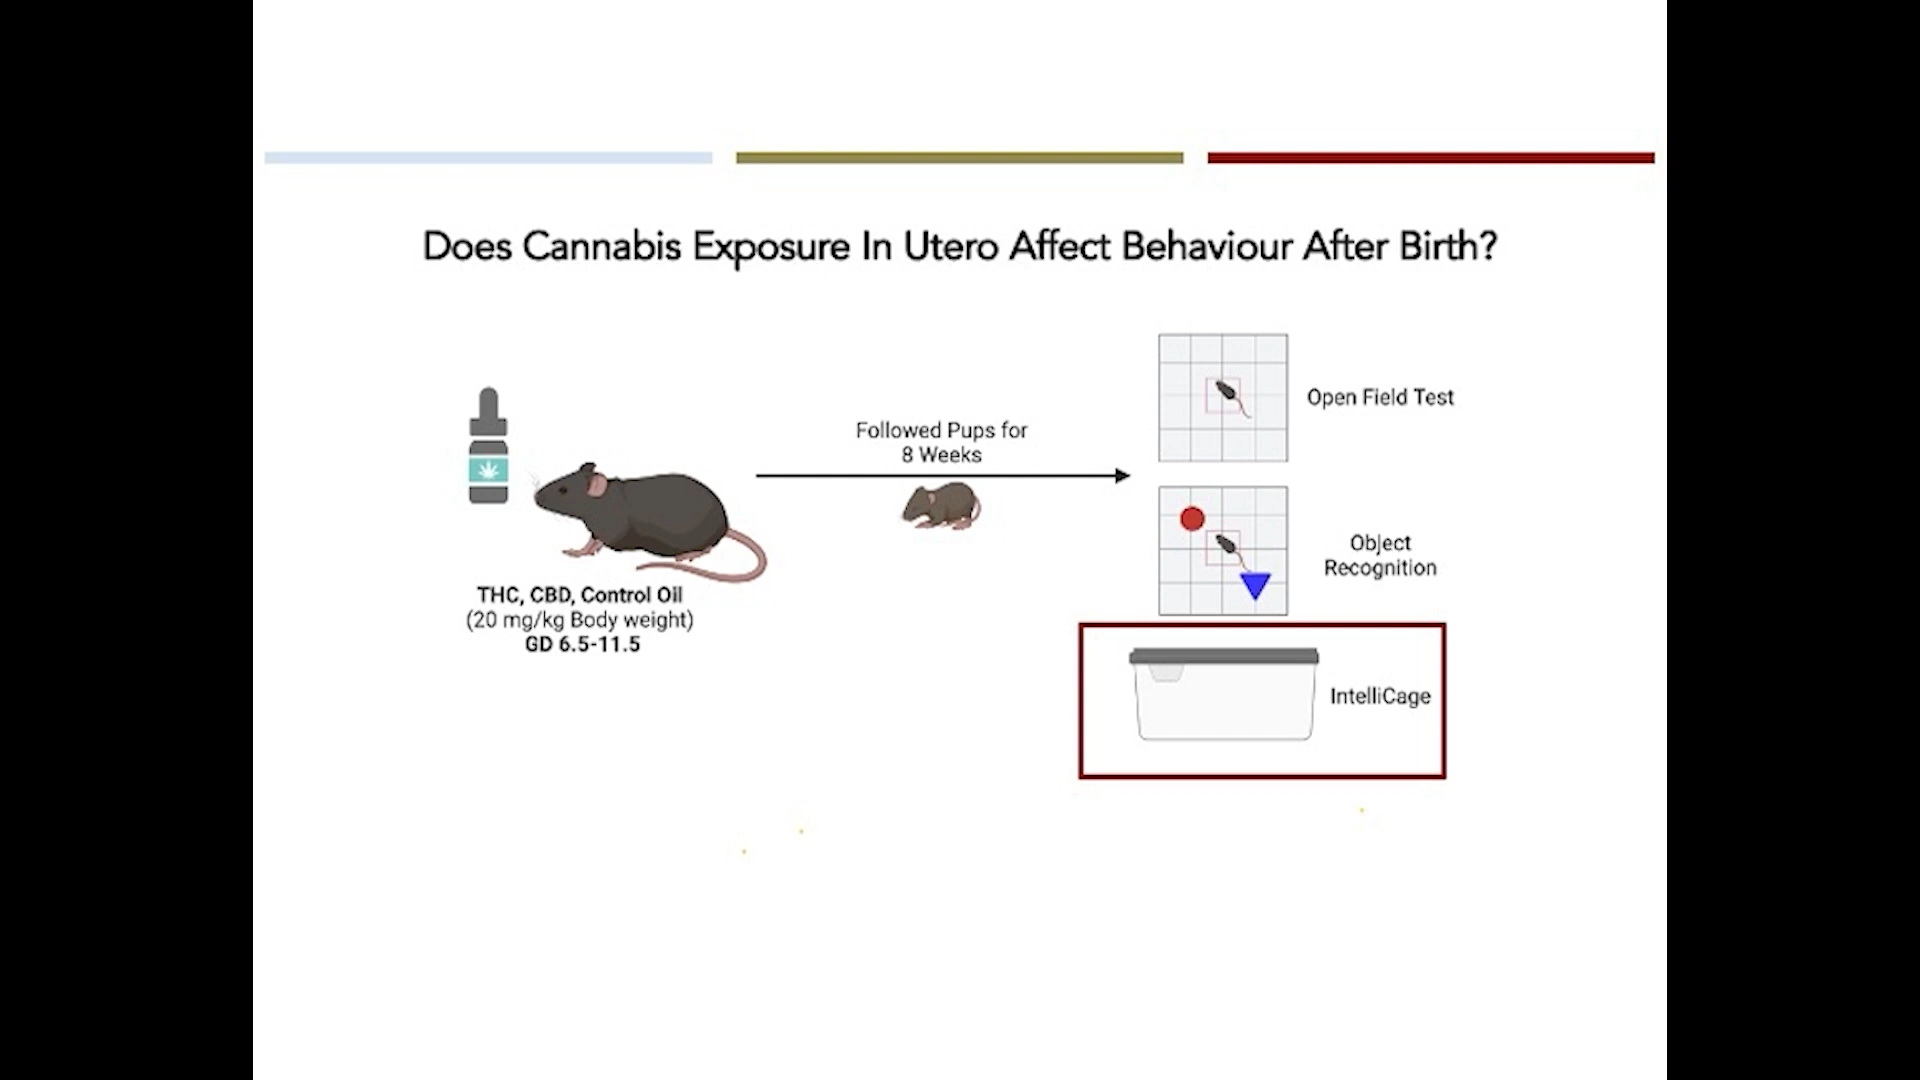 Does Cannabis Exposure In Utero Affect Behaviour After Birth?
THC, CBD, Control Oil
(20 mg/kg Body weight)
GD 6.5-11.5
Followed Pups for
8 Weeks
Open Field Test
Object
Recognition
IntelliCage